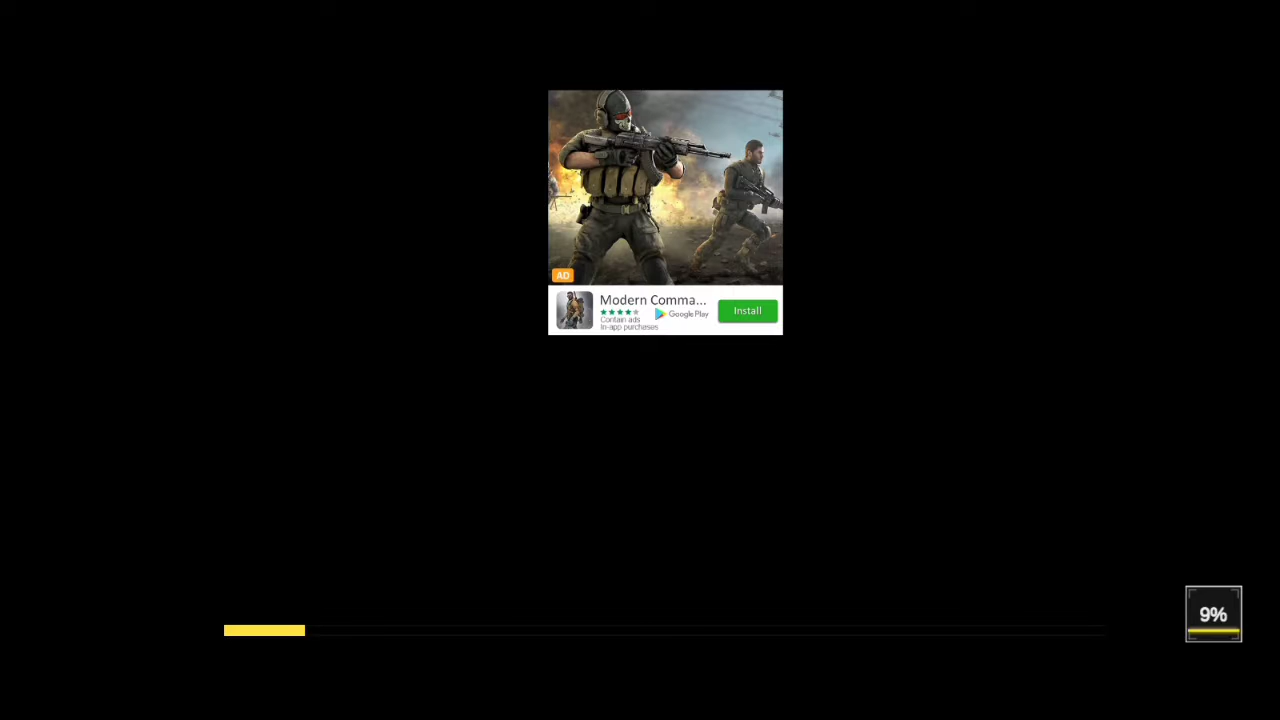 AD
Modern Comma...
Google Play
Contain ads
In-app purchases
Install
9%